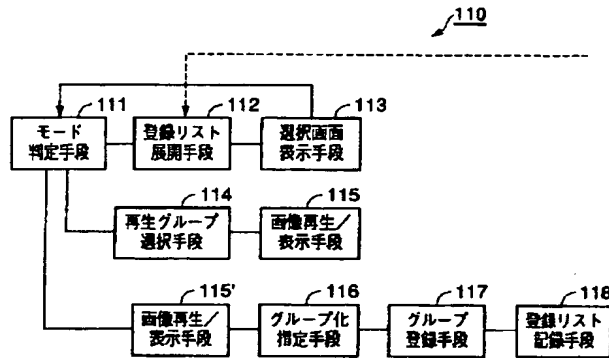 110
111
112
113
モード
判定手段
登録リスト
展開手段
選択画面
表示手段
114
115
再生グループ
選択手段
画像再生/
表示手段
115'
116
117
118
画像再生/
表示手段
グループ化
指定手段
グループ
登録手段
登録リスト
記録手段